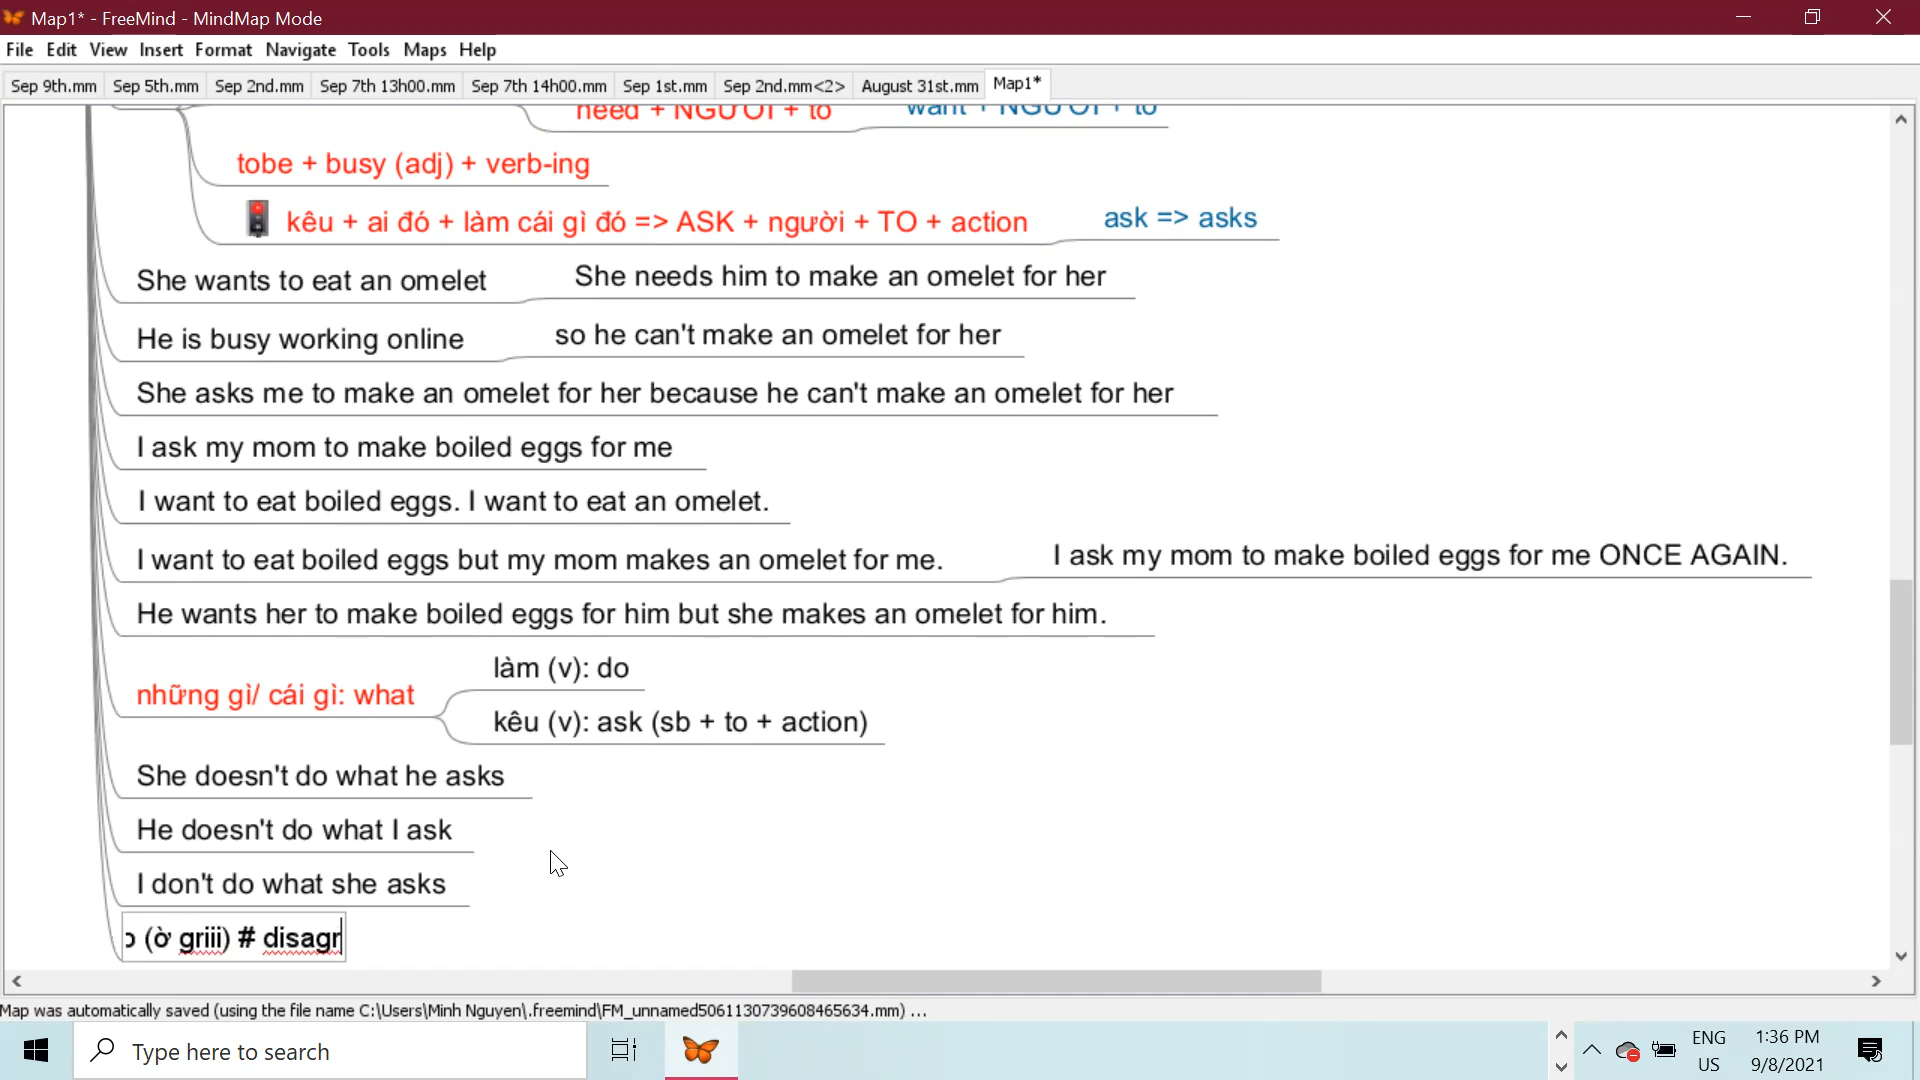 Map1* - FreeMind - MindMap Mode
File Edit View Insert Format Navigate Tools Maps Help
Sep 9th.mm Sep 5th.mm Sep 2nd.mm Sep 7th 13h00.mm Sep 7th 14h00.mm Sep 1st.mm Sep 2nd.mm<2> August 31st.mm Map1*
need + NGƯỜI + to want + NGƯỜI + to
tobe + busy (adj) + verb-ing
kêu + ai đó + làm cái gì đó => ASK + người + TO + action ask => asks
She wants to eat an omelet She needs him to make an omelet for her
He is busy working online so he can't make an omelet for her
She asks me to make an omelet for her because he can't make an omelet for her
I ask my mom to make boiled eggs for me
I want to eat boiled eggs. I want to eat an omelet.
I want to eat boiled eggs but my mom makes an omelet for me. I ask my mom to make boiled eggs for me ONCE AGAIN.
He wants her to make boiled eggs for him but she makes an omelet for him.
làm (v): do
những gì/ cái gì: what
kêu (v): ask (sb + to + action)
She doesn't do what he asks
He doesn't do what I ask
I don't do what she asks
(ờ griii) # disagr
Map was automatically saved (using the file name C:\Users\Minh Nguyen\.freemind\FM_unnamed5061130739608465634.mm) ...
Type here to search
ENG
US
1:36 PM
9/8/2021